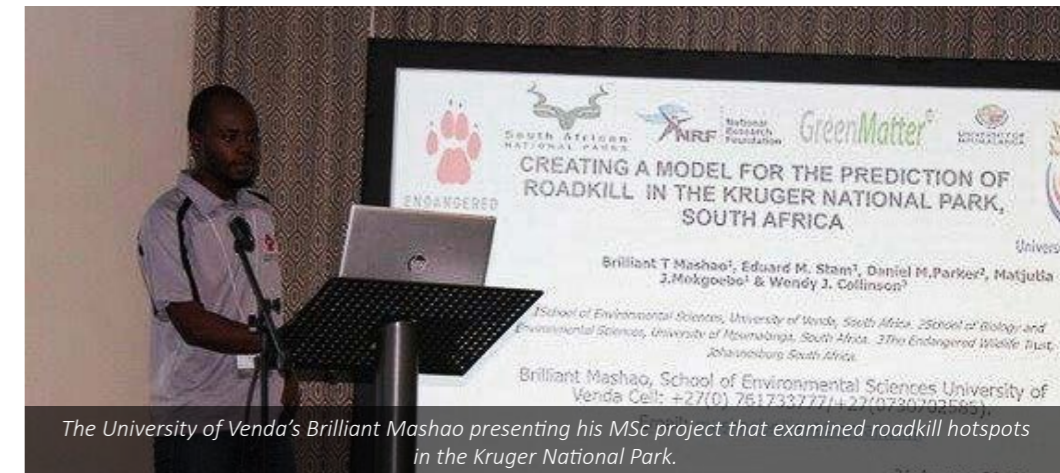 ENDANGERED
South African
NATIONAL PARKS
NRF
National
Research
Foundation
GreenMatter
UNIVERSITY OF
MPUMALANGA
CREATING A MODEL FOR THE PREDICTION OF
ROADKILL IN THE KRUGER NATIONAL PARK,
SOUTH AFRICA
Univers
Brilliant T Mashao¹, Eduard M. Stam¹, Daniel M.Parker², Matjutla
J.Mokgoebo¹ & Wendy J. Collinson³
1School of Environmental Sciences, University of Venda, South Africa. 2School of Biology and
Environmental Sciences, University of Mpumalanga, South Africa. 3The Endangered Wildlife Trust,
Johannesburg South Africa.
Brilliant Mashao, School of Environmental Sciences University of
Venda Cell: +27(0) 761733777/+27(0730702585).
The University of Venda's Brilliant Mashao presenting his MSc project that examined roadkill hotspots
in the Kruger National Park.